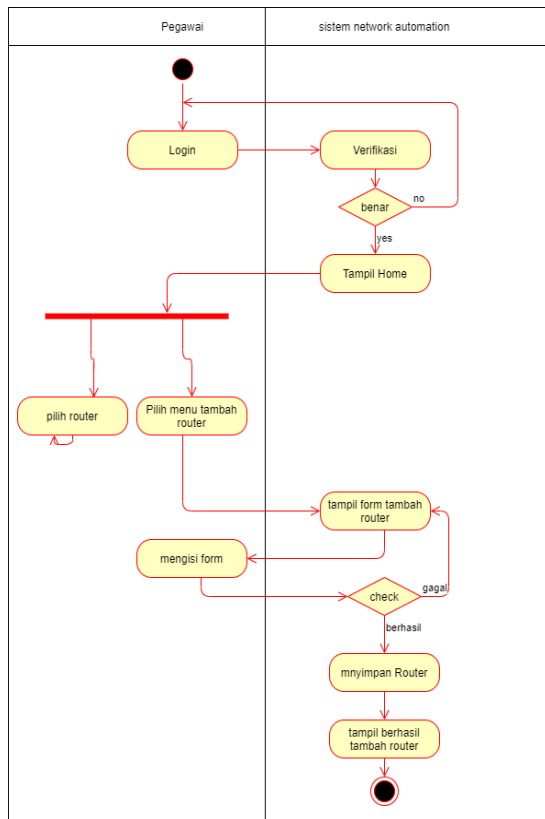 Pegawai
sistem network automation
Login
Verifikasi
benar
no
yes
Tampil Home
pilih router
Pilih menu tambah
router
tampil form tambah
router
mengisi form
check
gagal
berhasil
mnyimpan Router
tampil berhasil
tambah router